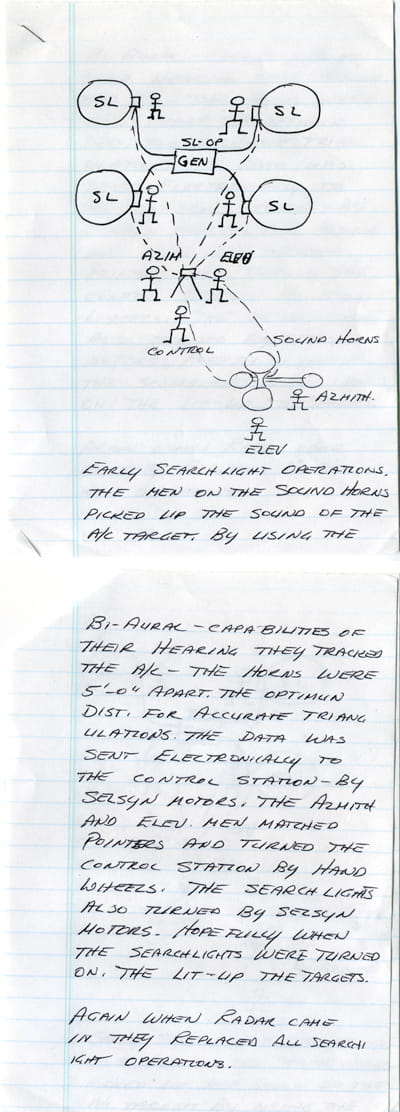 SL
SL
SL-OP
GEN
SL
SL
AZIM
ELEV
CONTROL
SOUND HORNS
AZMITH.
ELEV
EARLY SEARCHLIGHT OPERATIONS.
THE MEN ON THE SOUND HORNS
PICKED UP THE SOUND OF THE
A/C TARGET. BY USING THE
BI-AURAL-CAPABILITIES OF
THEIR HEARING THEY TRACKED
THE A/C - THE HORNS WERE
5'-0" APART. THE OPTIMUN
DIST. FOR ACCURATE TRIANG
ULATIONS. THE DATA WAS
SENT ELECTRONICALLY TO
THE CONTROL STATION-BY
SELSYN MOTORS. THE AZMITH
AND ELEV. MEN MATCHED
POINTERS AND TURNED THE
CONTROL STATION BY HAND
WHEELS. THE SEARCH LIGHTS
ALSO TURNED BY SELSYN
MOTORS. HOPEFULLY WHEN
THE SEARCHLIGHTS WERE TURNED
ON. THE LIT-UP THE TARGETS.
AGAIN WHEN RADAR CAME
IN THEY REPLACED ALL SEARCHL
IGHT OPERATIONS.